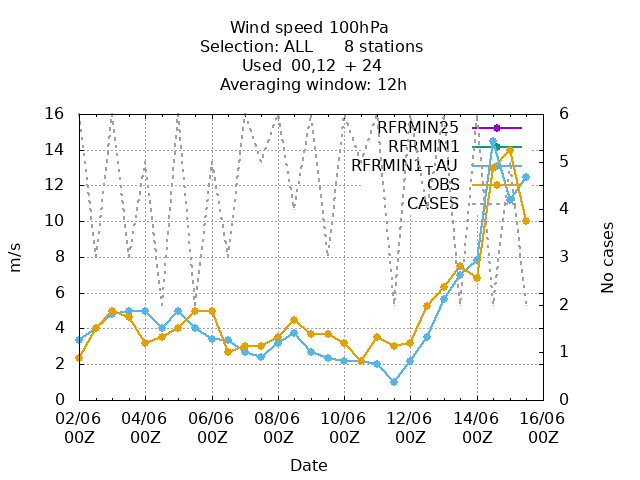 Wind speed 100hPa
Selection: ALL 8 stations
Used 00,12 + 24
Averaging window: 12h
16
14
12
10
8
6
4
2
0
m/s
6
5
4
3
2
1
0
No cases
RFRMIN25
RFRMIN1
RFRMIN1_AU
OBS
CASES
02/06 04/06 06/06 08/06 10/06 12/06 14/06 16/06
00Z 00Z 00Z 00Z 00Z 00Z 00Z 00Z
Date